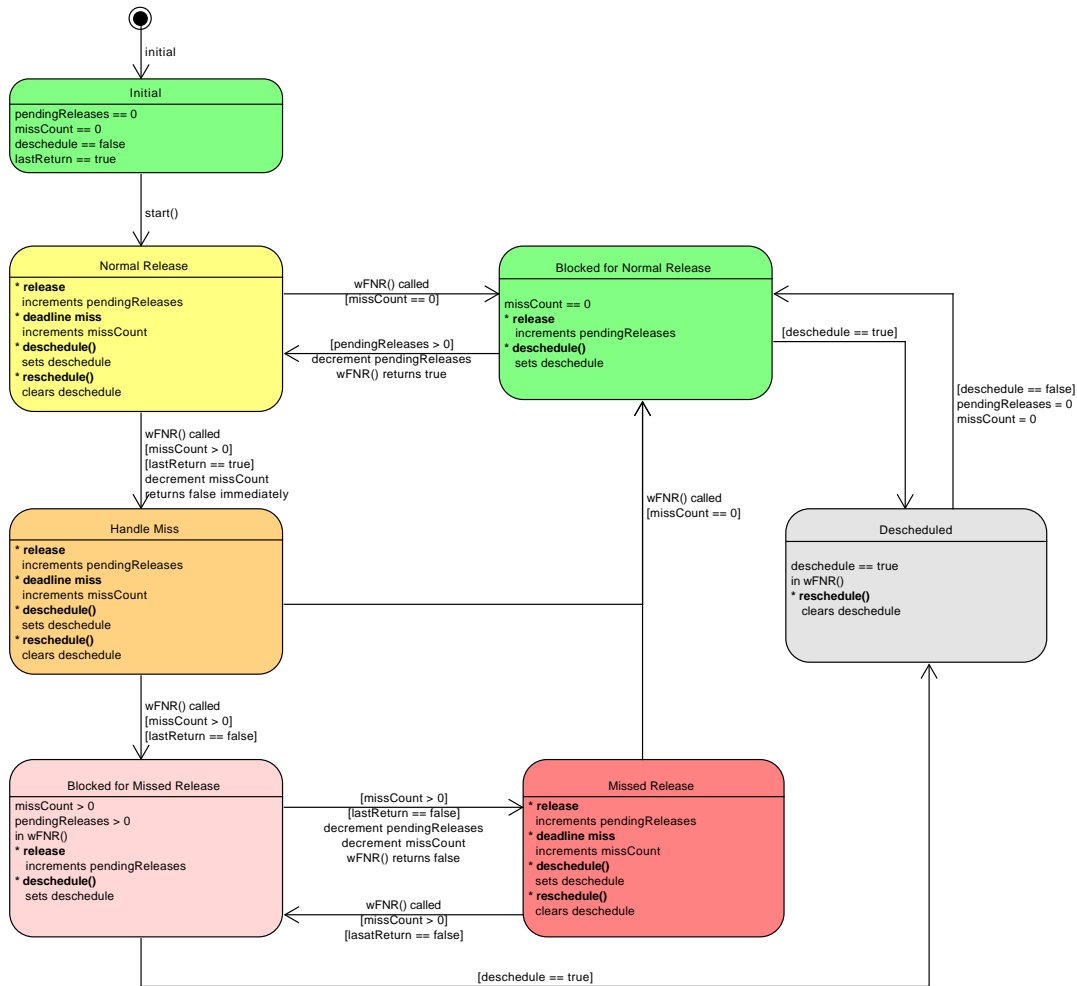 initial
Initial
pendingReleases == 0
missCount == 0
deschedule == false
lastReturn == true
start()
Normal Release
* release
increments pendingReleases
* deadline miss
increments missCount
* deschedule()
sets deschedule
* reschedule()
clears deschedule
wFNR() called
[missCount == 0]
[pendingReleases > 0]
decrement pendingReleases
wFNR() returns true
Blocked for Normal Release
missCount == 0
* release
increments pendingReleases
* deschedule()
sets deschedule
[deschedule == true]
[deschedule == false]
pendingReleases = 0
missCount = 0
wFNR() called
[missCount > 0]
[lastReturn == true]
decrement missCount
returns false immediately
wFNR() called
[missCount == 0]
Handle Miss
* release
increments pendingReleases
* deadline miss
increments missCount
* deschedule()
sets deschedule
* reschedule()
clears deschedule
Descheduled
deschedule == true
in wFNR()
* reschedule()
clears deschedule
wFNR() called
[missCount > 0]
[lastReturn == false]
Blocked for Missed Release
missCount > 0
pendingReleases > 0
in wFNR()
* release
increments pendingReleases
* deschedule()
sets deschedule
[missCount > 0]
[lastReturn == false]
decrement pendingReleases
decrement missCount
wFNR() returns false
wFNR() called
[missCount > 0]
[lasatReturn == false]
Missed Release
* release
increments pendingReleases
* deadline miss
increments missCount
* deschedule()
sets deschedule
* reschedule()
clears deschedule
[deschedule == true]